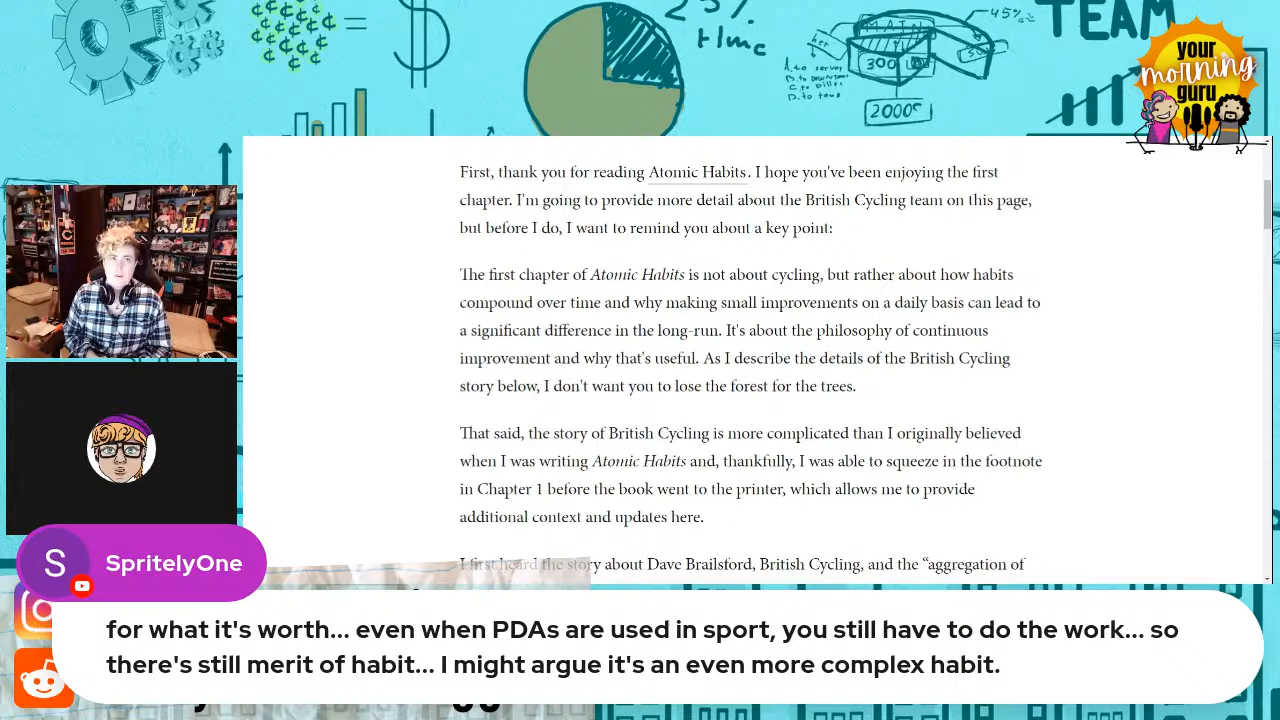 25%
time
MAIN
300
2000
45%
TEAM
your
morning
guru
First, thank you for reading Atomic Habits. I hope you've been enjoying the first
chapter. I'm going to provide more detail about the British Cycling team on this page,
but before I do, I want to remind you about a key point:
The first chapter of Atomic Habits is not about cycling, but rather about how habits
compound over time and why making small improvements on a daily basis can lead to
a significant difference in the long-run. It's about the philosophy of continuous
improvement and why that's useful. As I describe the details of the British Cycling
story below, I don't want you to lose the forest for the trees.
That said, the story of British Cycling is more complicated than I originally believed
when I was writing Atomic Habits and, thankfully, I was able to squeeze in the footnote
in Chapter 1 before the book went to the printer, which allows me to provide
additional context and updates here.
I first heard the story about Dave Brailsford, British Cycling, and the “aggregation of
S
SpritelyOne
for what it's worth... even when PDAs are used in sport, you still have to do the work... so
there's still merit of habit... I might argue it's an even more complex habit.